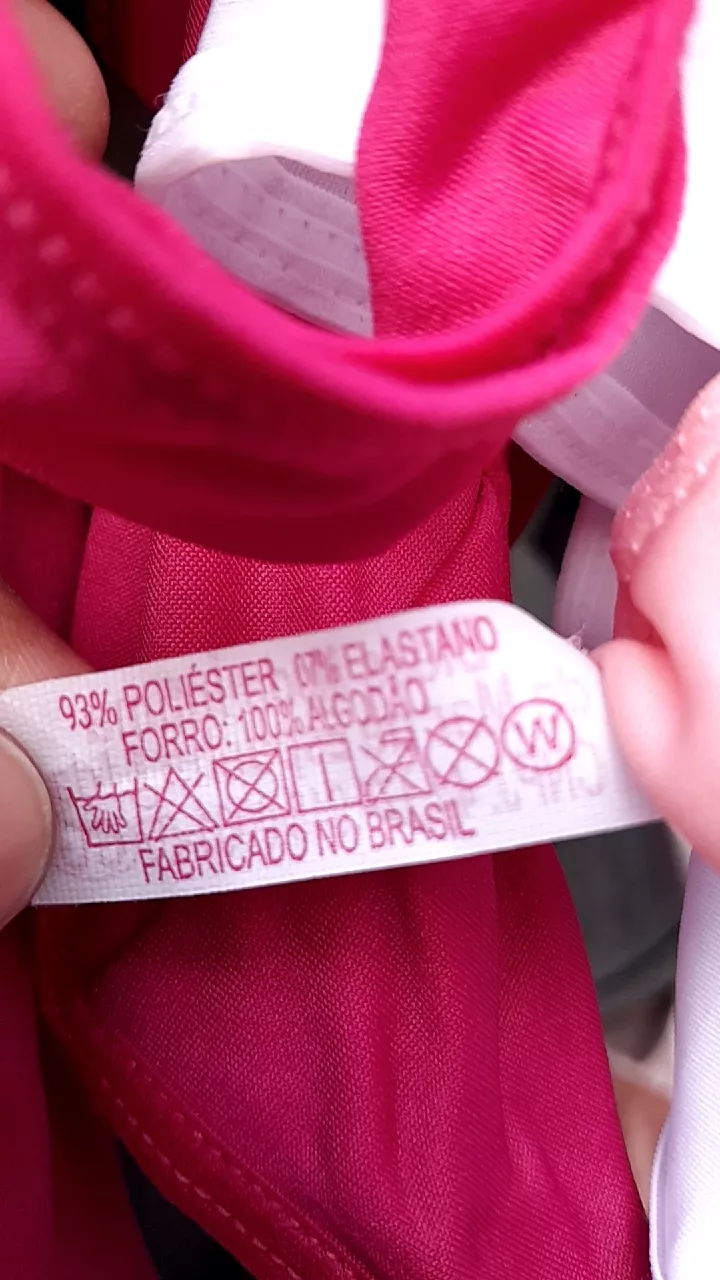 93% POLIÉSTER 07% ELASTANO
FORRO: 100% ALGODÃO
W
FABRICADO NO BRASIL